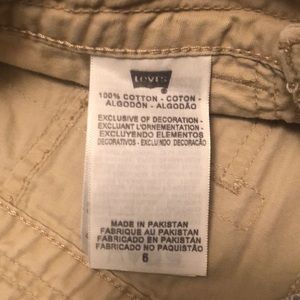 Levi's
100% COTTON - COTON -
ALGODÓN - ALGODÃO
EXCLUSIVE OF DECORATION -
EXCLUANT L'ORNEMENTATION -
EXCLUYENDO ELEMENTOS
DECORATIVOS - EXCLUINDO DECORAÇÃO
MADE IN PAKISTAN
FABRIQUE AU PAKISTAN
FABRICADO EN PAKISTAN
FABRICADO NO PAQUISTÃO
6